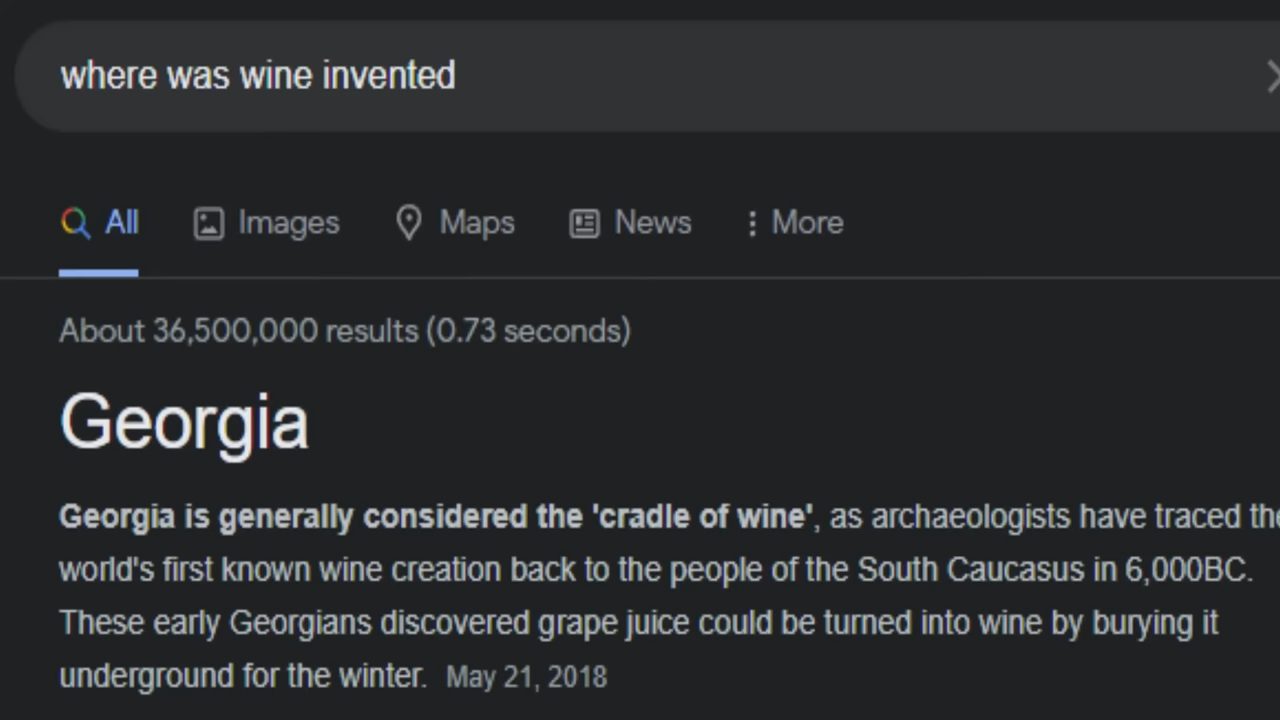 where was wine invented
All Images Maps News More
About 36,500,000 results (0.73 seconds)
Georgia
Georgia is generally considered the 'cradle of wine', as archaeologists have traced the
world's first known wine creation back to the people of the South Caucasus in 6,000BC.
These early Georgians discovered grape juice could be turned into wine by burying it
underground for the winter. May 21, 2018